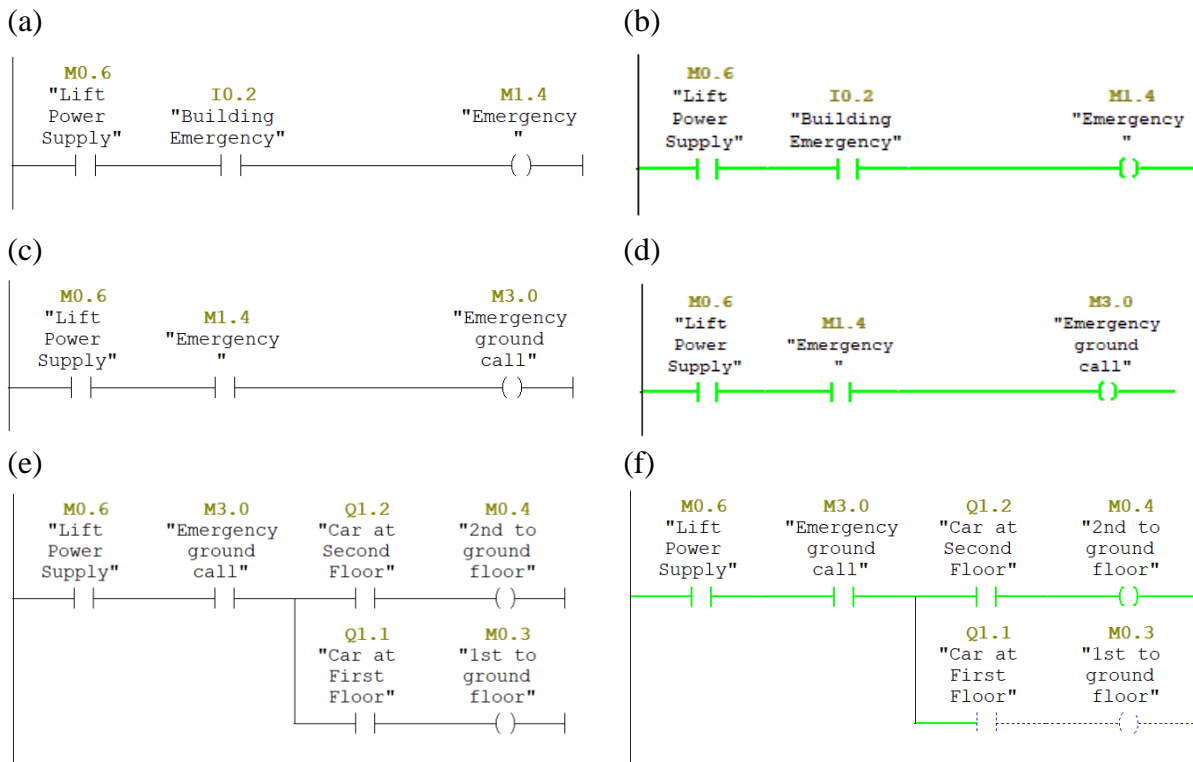 (a)
M0.6
"Lift
Power
Supply"
I0.2
"Building
Emergency"
M1.4
"Emergency
"
(b)
M0.6
"Lift
Power
Supply"
I0.2
"Building
Emergency"
M1.4
"Emergency
"
(c)
M0.6
"Lift
Power
Supply"
M1.4
"Emergency
"
M3.0
"Emergency
ground
call"
(d)
M0.6
"Lift
Power
Supply"
M1.4
"Emergency
"
M3.0
"Emergency
ground
call"
(e)
M0.6
"Lift
Power
Supply"
M3.0
"Emergency
ground
call"
Q1.2
"Car at
Second
Floor"
M0.4
"2nd to
ground
floor"
Q1.1
"Car at
First
Floor"
M0.3
"1st to
ground
floor"
(f)
M0.6
"Lift
Power
Supply"
M3.0
"Emergency
ground
call"
Q1.2
"Car at
Second
Floor"
M0.4
"2nd to
ground
floor"
Q1.1
"Car at
First
Floor"
M0.3
"1st to
ground
floor"